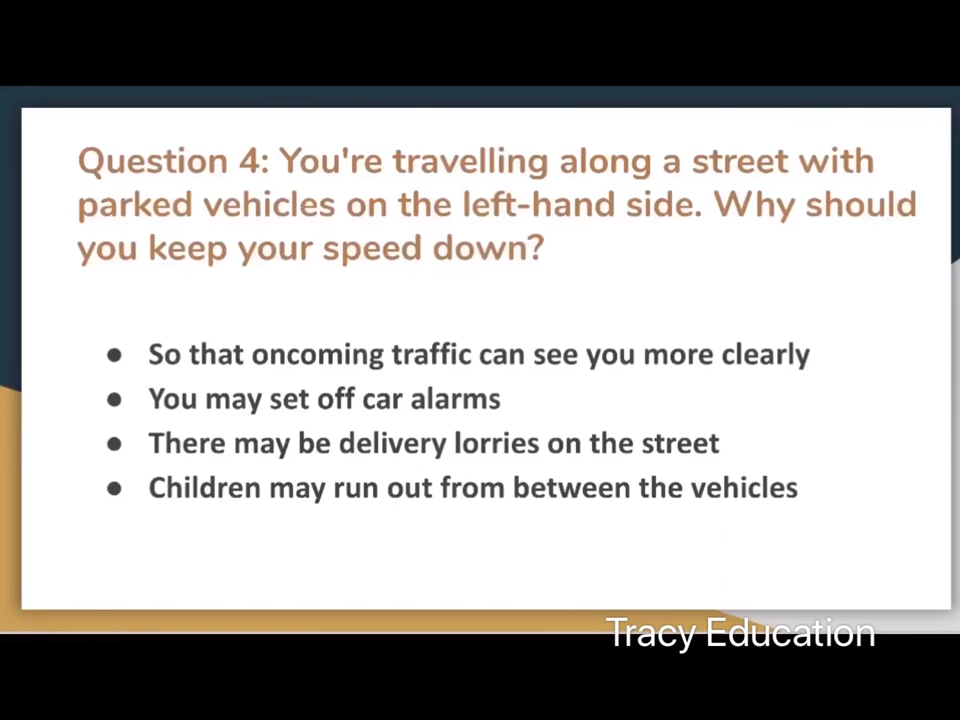 Question 4: You're travelling along a street with
parked vehicles on the left-hand side. Why should
you keep your speed down?
● So that oncoming traffic can see you more clearly
● You may set off car alarms
● There may be delivery lorries on the street
● Children may run out from between the vehicles
Tracy Education